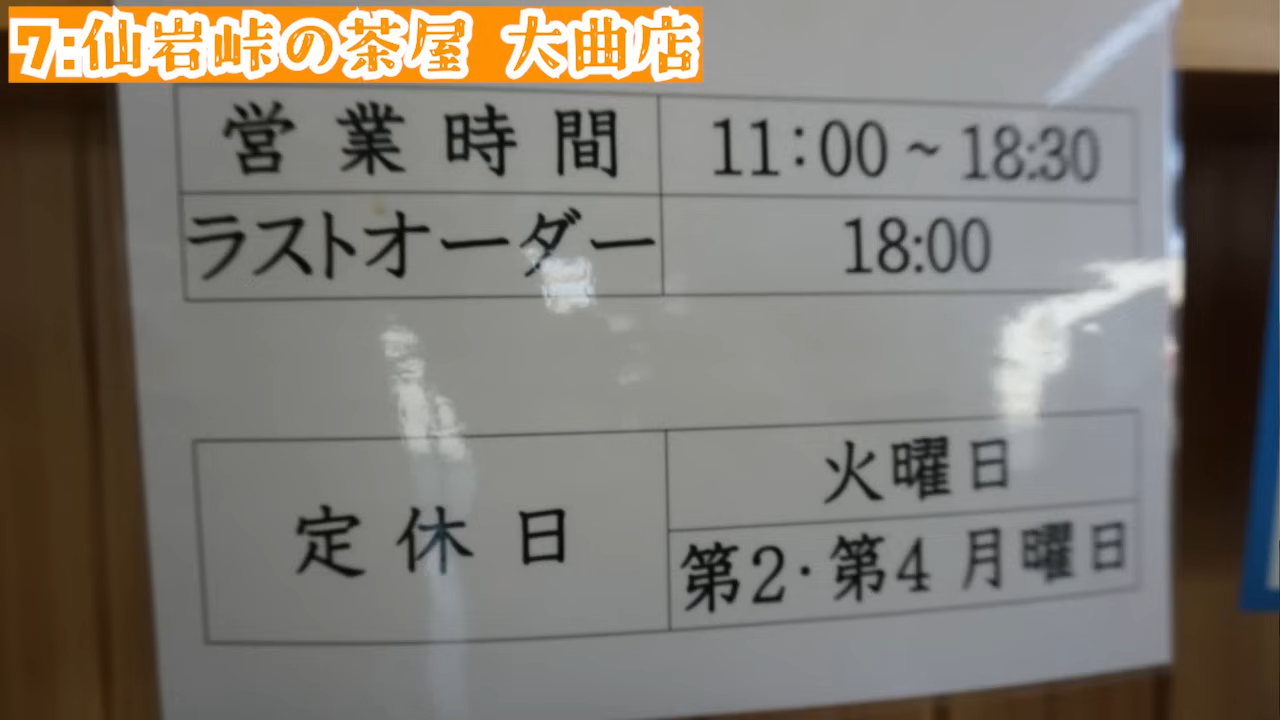 7:仙岩峠の茶屋 大曲店
営業時間 11:00~18:30
ラストオーダー 18:00
定休日 火曜日
第2・第4 月曜日